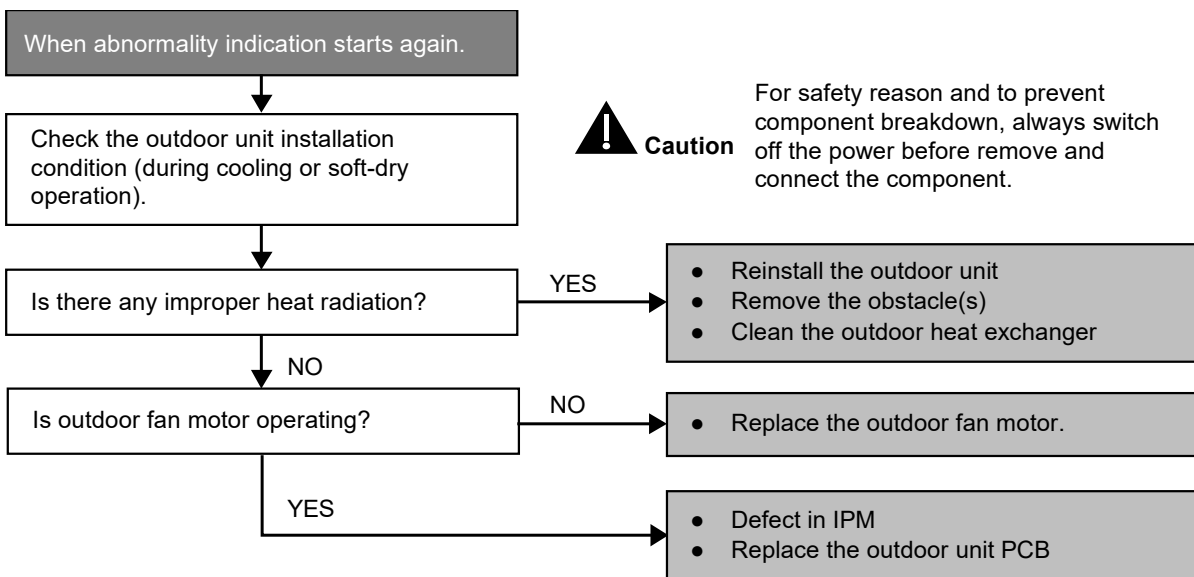 When abnormality indication starts again.
Check the outdoor unit installation
condition (during cooling or soft-dry
operation).
Caution
For safety reason and to prevent
component breakdown, always switch
off the power before remove and
connect the component.
Is there any improper heat radiation?
YES
● Reinstall the outdoor unit
● Remove the obstacle(s)
● Clean the outdoor heat exchanger
NO
Is outdoor fan motor operating?
NO
● Replace the outdoor fan motor.
YES
● Defect in IPM
● Replace the outdoor unit PCB